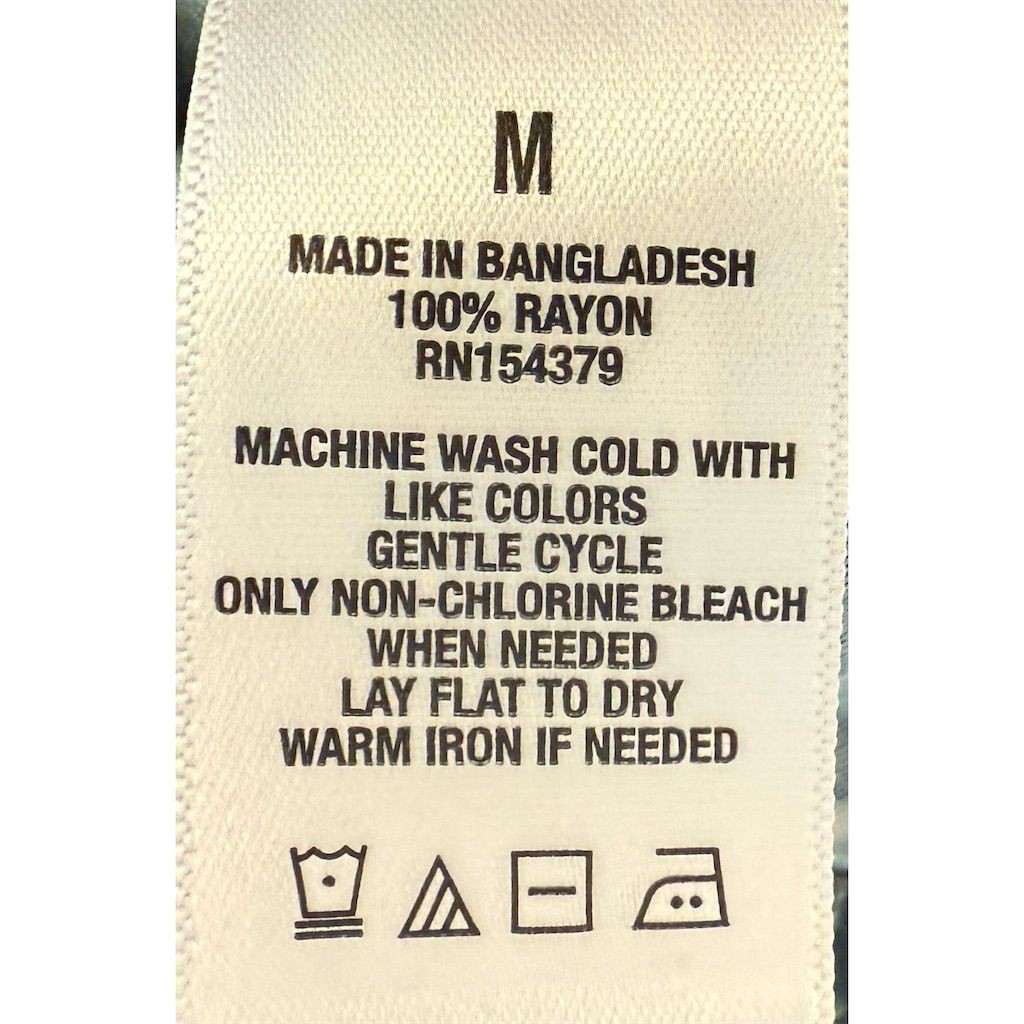 M
MADE IN BANGLADESH
100% RAYON
RN154379
MACHINE WASH COLD WITH
LIKE COLORS
GENTLE CYCLE
ONLY NON-CHLORINE BLEACH
WHEN NEEDED
LAY FLAT TO DRY
WARM IRON IF NEEDED